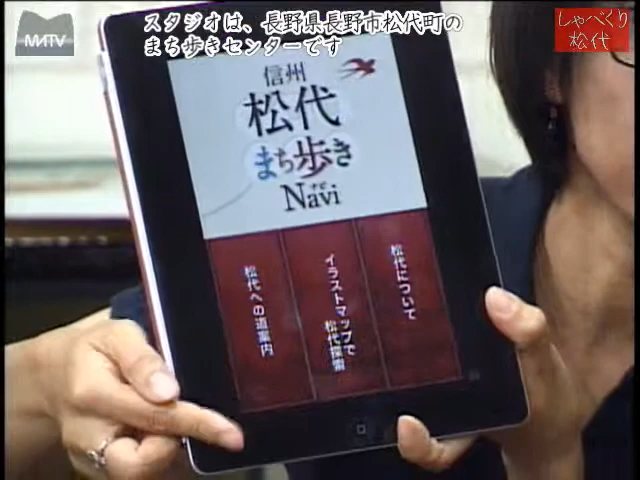 スタジオは、長野県長野市松代町の
まち歩きセンターです
しゃべくり
松代
信州
松代
まち歩き
ナビ
Navi
松代について
イラストマップで
松代探索
松代への道案内